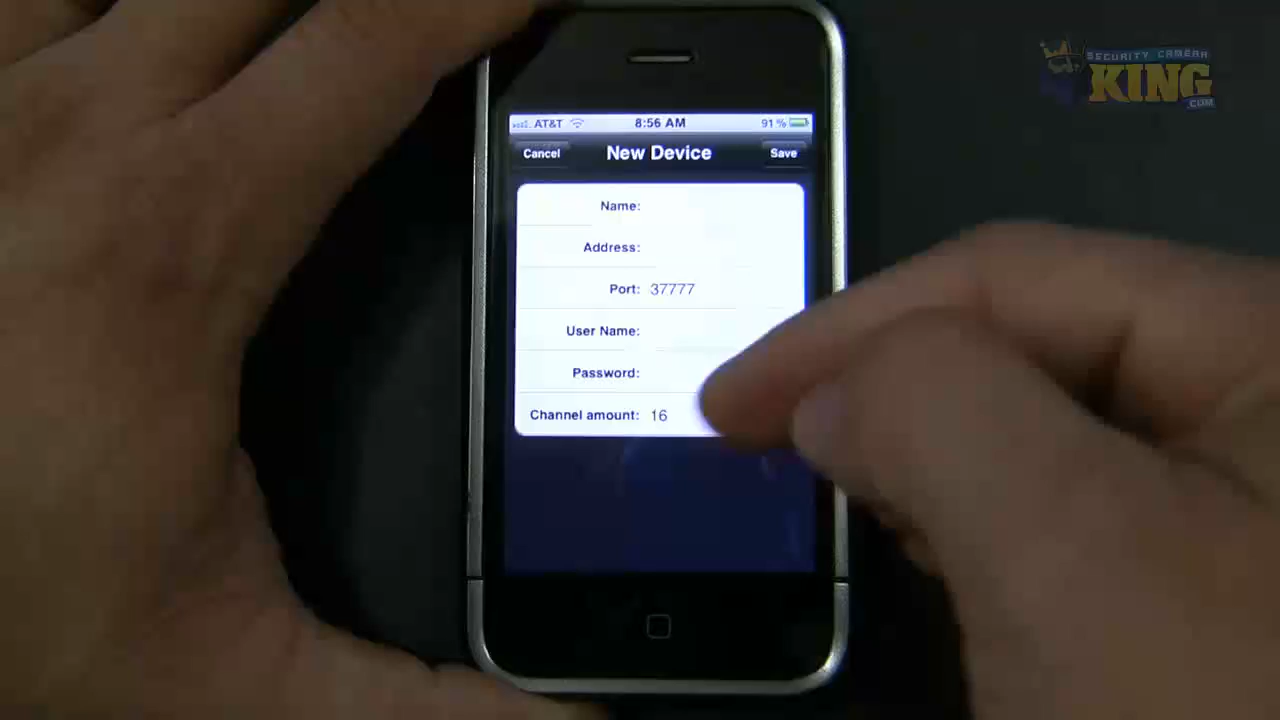 SECURITY CAMERA
KING
.COM
AT&T 8:56 AM 91%
Cancel New Device Save
Name:
Address:
Port: 37777
User Name:
Password:
Channel amount: 16